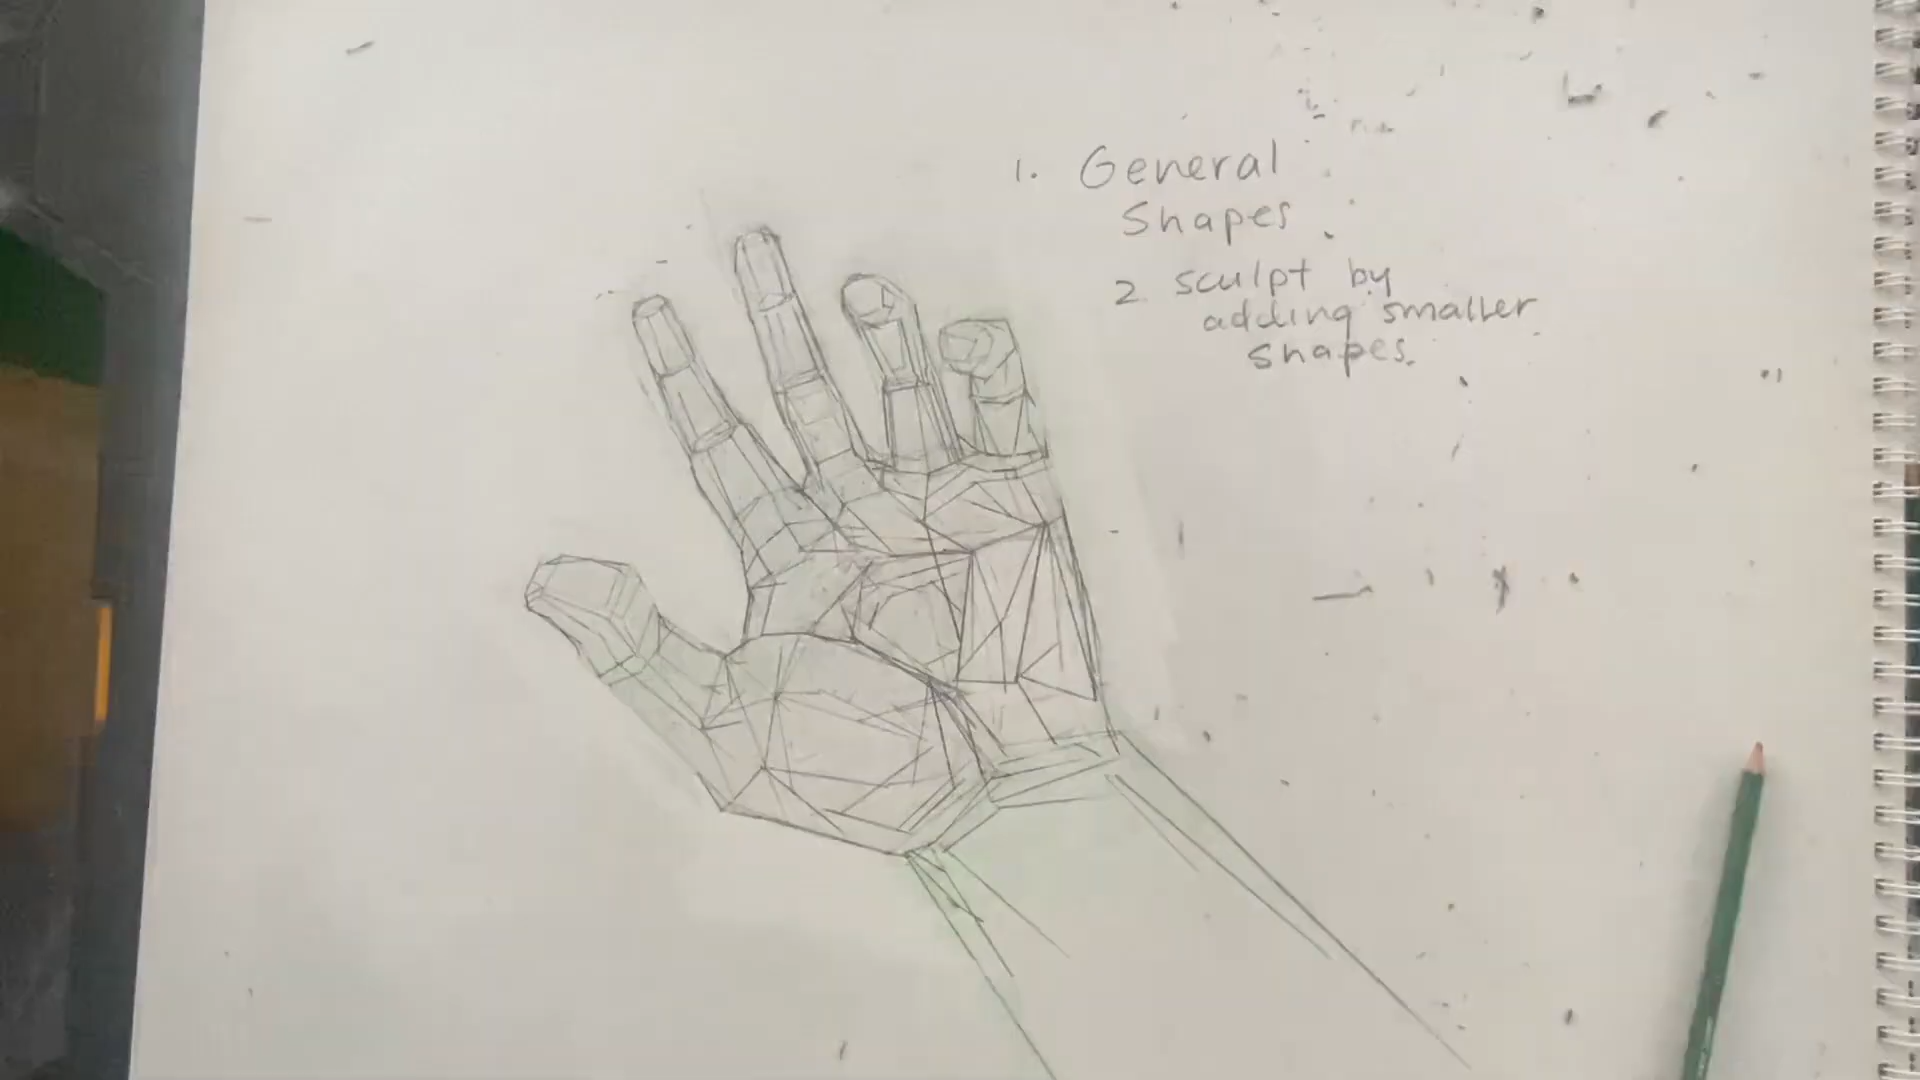 1. General
Shapes
2. sculpt by
adding smaller
shapes.